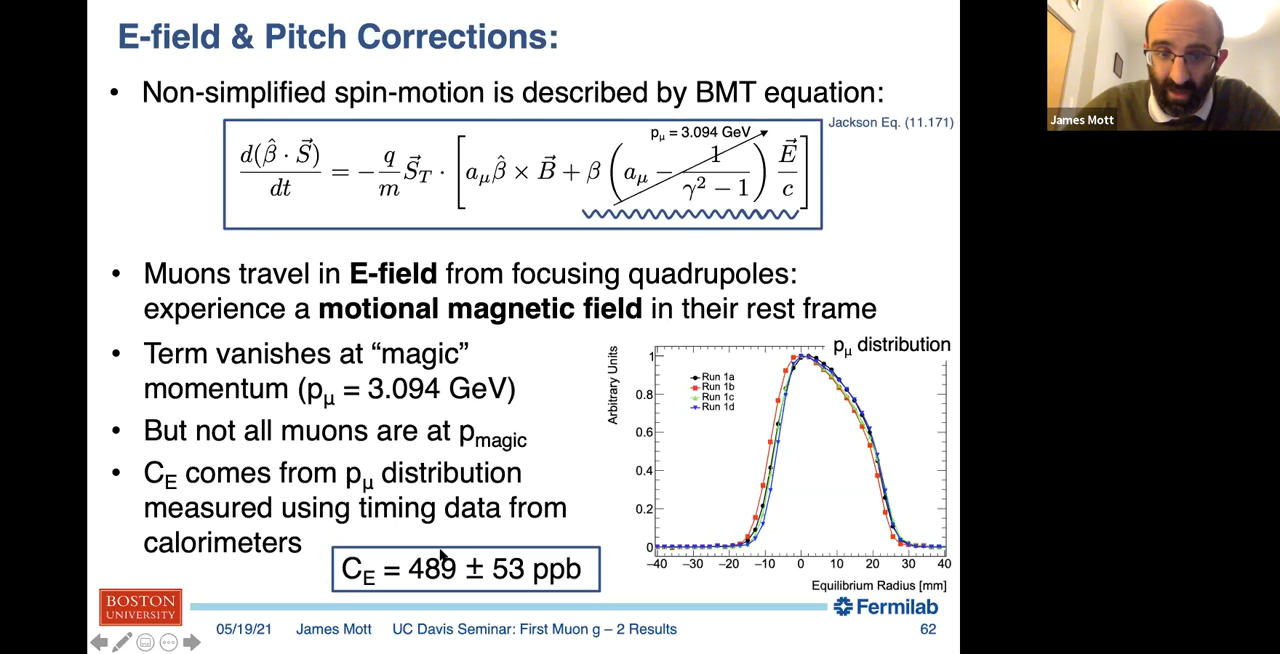 E-field & Pitch Corrections:
• Non-simplified spin-motion is described by BMT equation:
Jackson Eq. (11.171)
pμ = 3.094 GeV
d(β̂ · S⃗)/dt = −q/m S⃗T · [aμβ̂ × B⃗ + β(aμ − 1/(γ² − 1)) E⃗/c]
• Muons travel in E-field from focusing quadrupoles:
experience a motional magnetic field in their rest frame
• Term vanishes at “magic”
momentum (pμ = 3.094 GeV)
• But not all muons are at pmagic
• CE comes from pμ distribution
measured using timing data from
calorimeters
CE = 489 ± 53 ppb
pμ distribution
Arbitrary Units
1
0.8
0.6
0.4
0.2
0
Run 1a
Run 1b
Run 1c
Run 1d
−40 −30 −20 −10 0 10 20 30 40
Equilibrium Radius [mm]
BOSTON
UNIVERSITY
Fermilab
05/19/21 James Mott UC Davis Seminar: First Muon g – 2 Results 62
James Mott